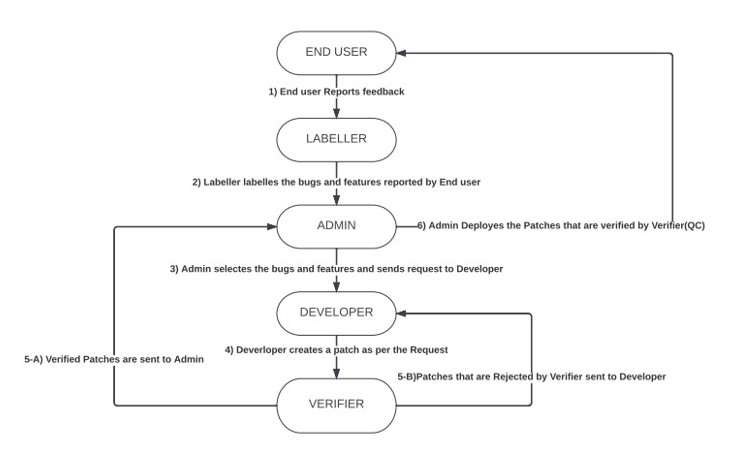 END USER
1) End user Reports feedback
LABELLER
2) Labeller labelles the bugs and features reported by End user
ADMIN
6) Admin Deployes the Patches that are verified by Verifier(QC)
3) Admin selectes the bugs and features and sends request to Developer
DEVELOPER
4) Deverloper creates a patch as per the Request
5-A) Verified Patches are sent to Admin
5-B)Patches that are Rejected by Verifier sent to Developer
VERIFIER